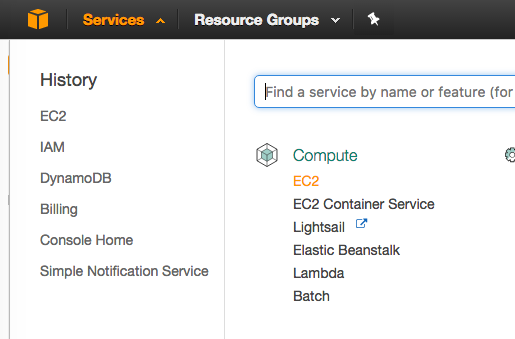 Services Resource Groups
History
EC2
IAM
DynamoDB
Billing
Console Home
Simple Notification Service
Find a service by name or feature (for
Compute
EC2
EC2 Container Service
Lightsail
Elastic Beanstalk
Lambda
Batch